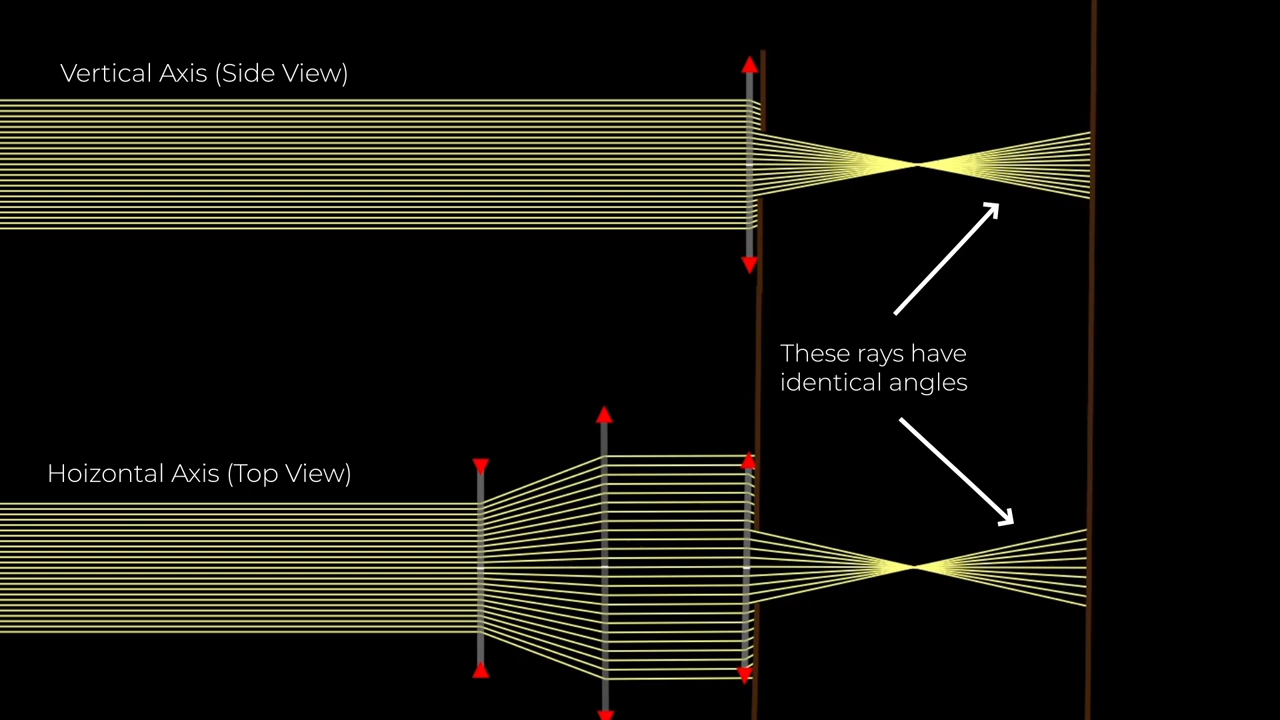 Vertical Axis (Side View)
These rays have
identical angles
Hoizontal Axis (Top View)